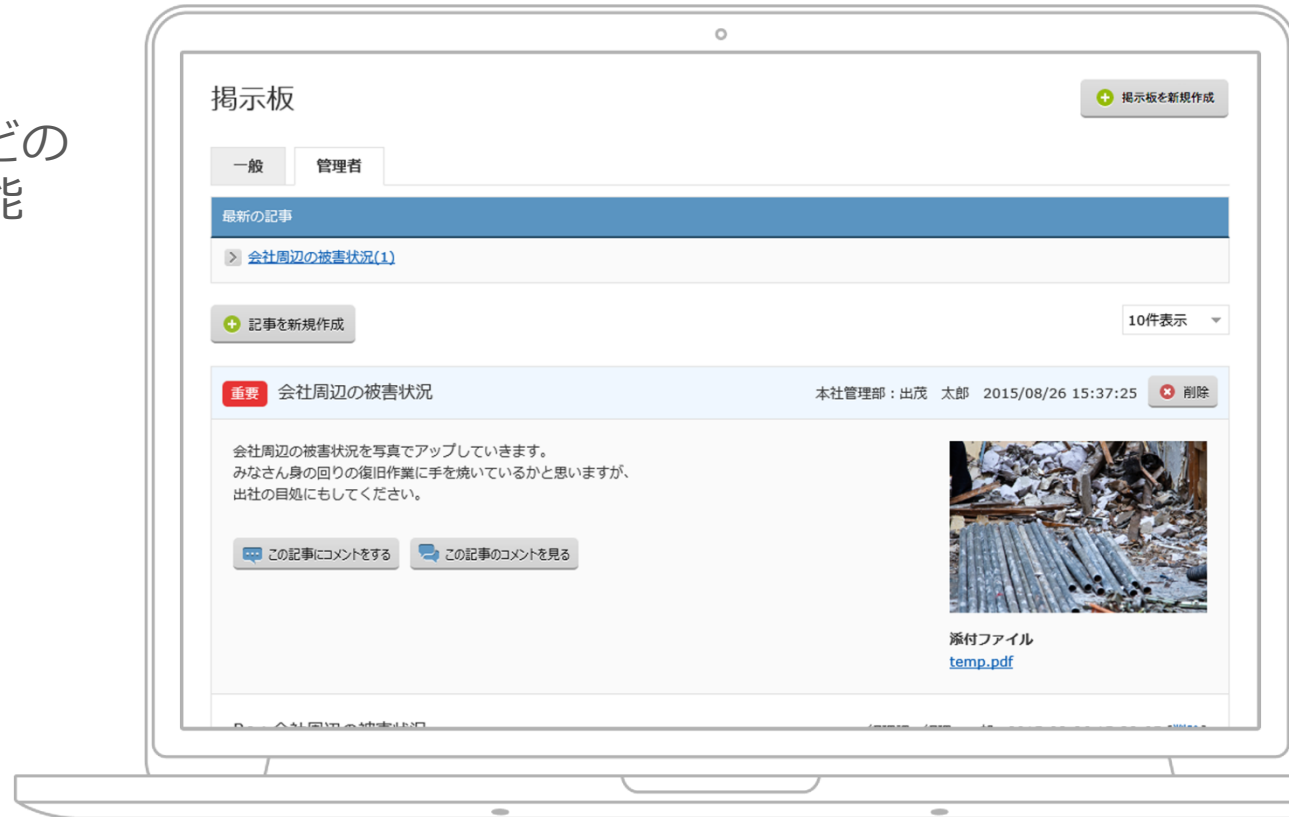 どの
能
掲示板
掲示板を新規作成
一般
管理者
最新の記事
会社周辺の被害状況(1)
記事を新規作成
10件表示
重要 会社周辺の被害状況
本社管理部:出茂 太郎 2015/08/26 15:37:25
削除
会社周辺の被害状況を写真でアップしていきます。
みなさん身の回りの復旧作業に手を焼いているかと思いますが、
出社の目処にもしてください。
この記事にコメントをする
この記事のコメントを見る
添付ファイル
temp.pdf